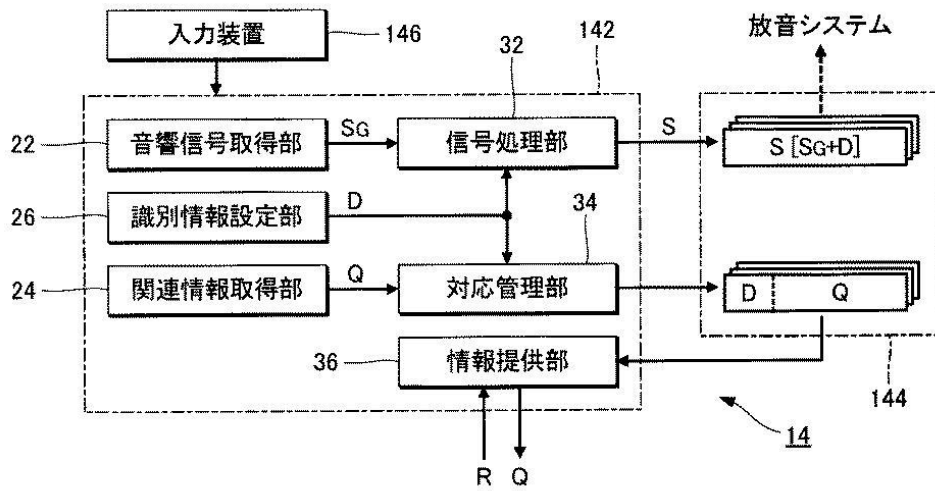 入力装置
146
32
142
放音システム
22
音響信号取得部
SG
信号処理部
S
S [SG+D]
26
識別情報設定部
D
34
24
関連情報取得部
Q
対応管理部
D
Q
36
情報提供部
144
14
R
Q